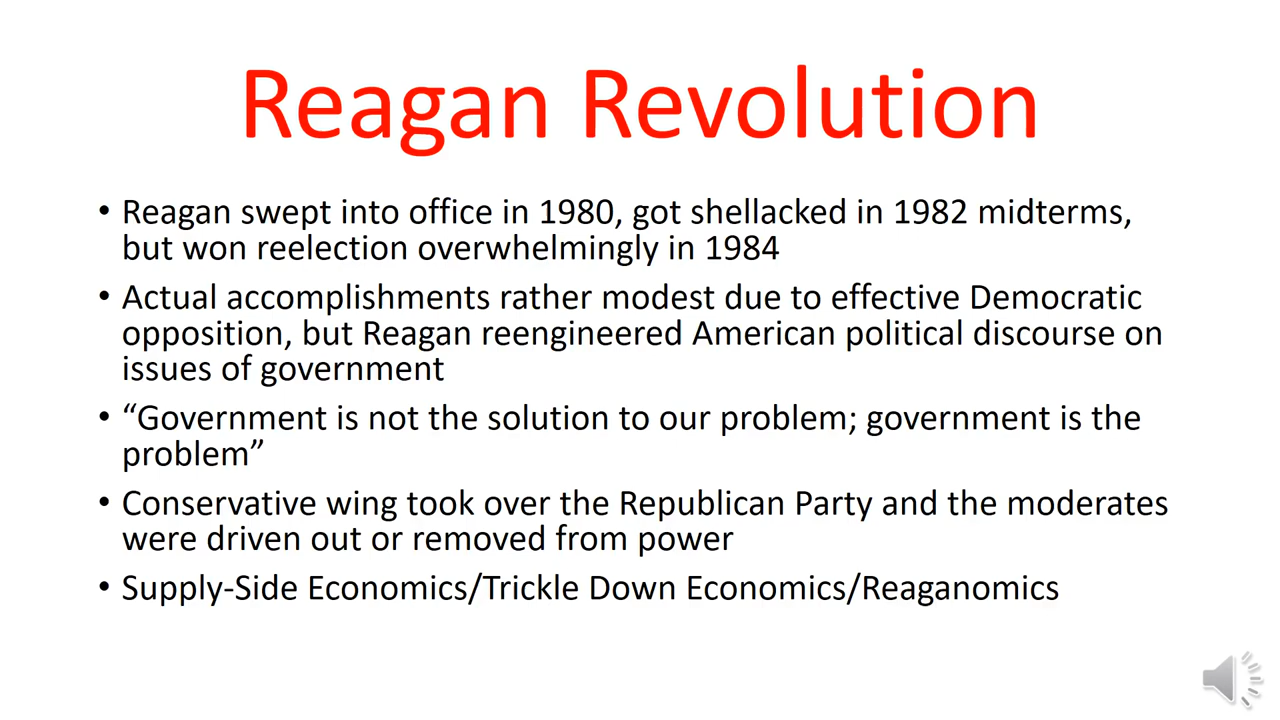 Reagan Revolution
• Reagan swept into office in 1980, got shellacked in 1982 midterms,
but won reelection overwhelmingly in 1984
• Actual accomplishments rather modest due to effective Democratic
opposition, but Reagan reengineered American political discourse on
issues of government
• “Government is not the solution to our problem; government is the
problem”
• Conservative wing took over the Republican Party and the moderates
were driven out or removed from power
• Supply-Side Economics/Trickle Down Economics/Reaganomics